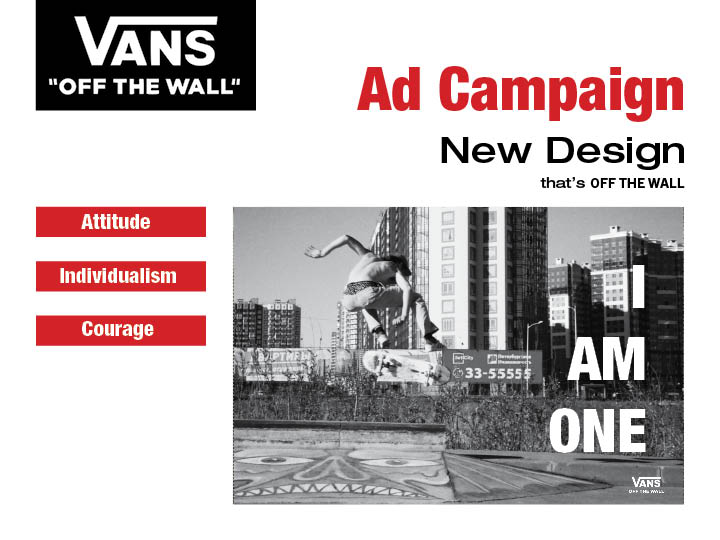 VANS
"OFF THE WALL"
Ad Campaign
New Design
that's OFF THE WALL
Attitude
Individualism
Courage
I
AM
ONE
33-55555
VANS
OFF THE WALL